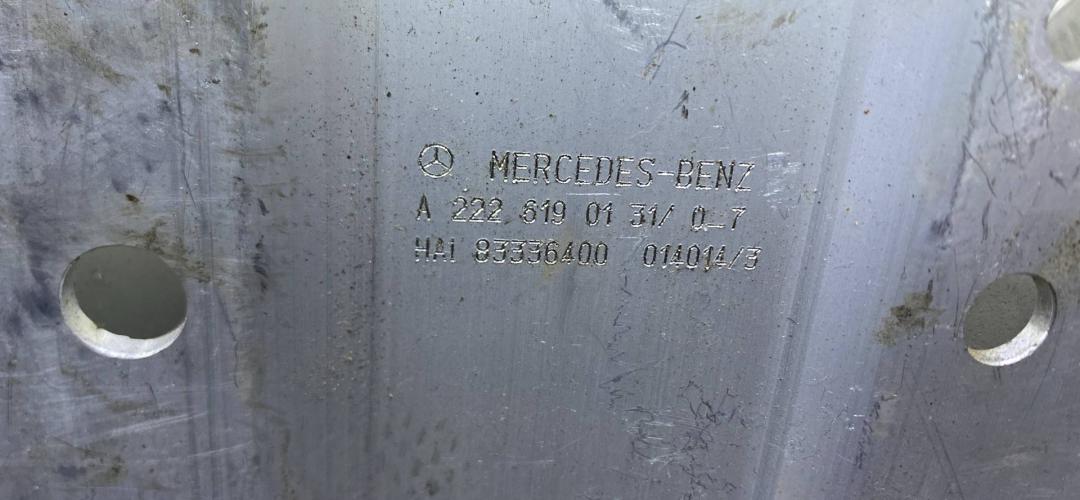 MERCEDES-BENZ
A 222 619 01 31/ 0_7
HAI 83336400 014014/3